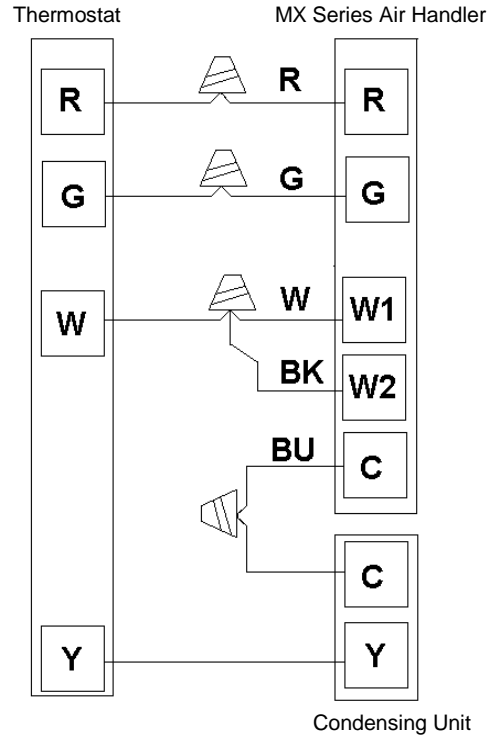 Thermostat MX Series Air Handler
R R R
G G G
W W W1
BK W2
BU C
C
Y Y
Condensing Unit